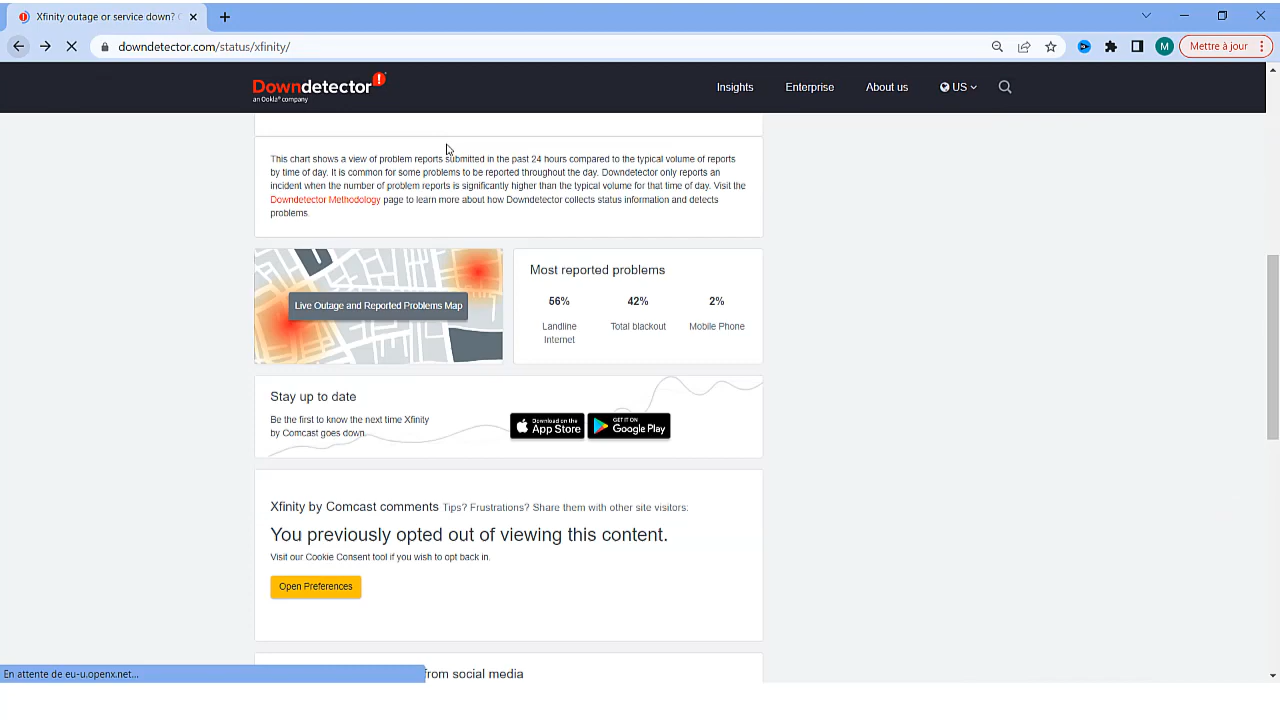 Xfinity outage or service down?
downdetector.com/status/xfinity/
M
Mettre à jour
Downdetector
!
an Ookla® company
Insights
Enterprise
About us
US
This chart shows a view of problem reports submitted in the past 24 hours compared to the typical volume of reports
by time of day. It is common for some problems to be reported throughout the day. Downdetector only reports an
incident when the number of problem reports is significantly higher than the typical volume for that time of day. Visit the
Downdetector Methodology page to learn more about how Downdetector collects status information and detects
problems.
Live Outage and Reported Problems Map
Most reported problems
56%
42%
2%
Landline
Internet
Total blackout
Mobile Phone
Stay up to date
Be the first to know the next time Xfinity
by Comcast goes down.
Download on the
App Store
GET IT ON
Google Play
Xfinity by Comcast comments Tips? Frustrations? Share them with other site visitors:
You previously opted out of viewing this content.
Visit our Cookie Consent tool if you wish to opt back in.
Open Preferences
En attente de eu-u.openx.net...
from social media